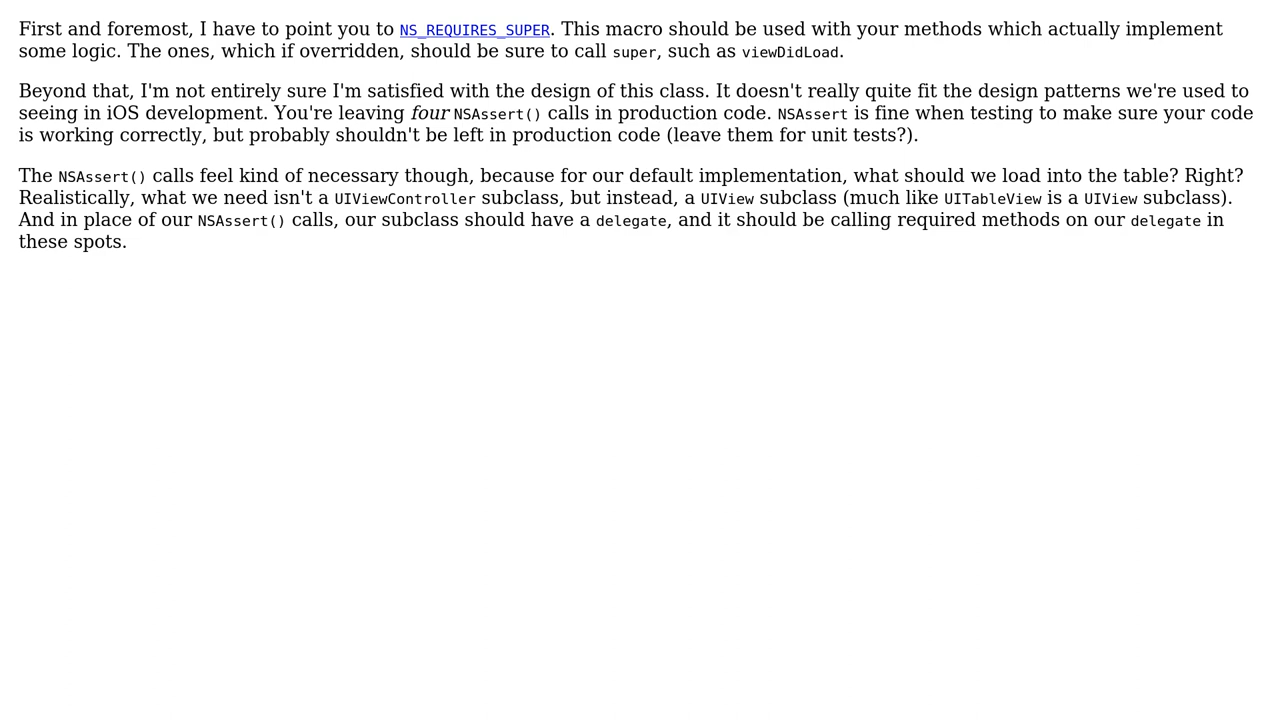 First and foremost, I have to point you to NS_REQUIRES_SUPER. This macro should be used with your methods which actually implement
some logic. The ones, which if overridden, should be sure to call super, such as viewDidLoad.
Beyond that, I'm not entirely sure I'm satisfied with the design of this class. It doesn't really quite fit the design patterns we're used to
seeing in iOS development. You're leaving four NSAssert() calls in production code. NSAssert is fine when testing to make sure your code
is working correctly, but probably shouldn't be left in production code (leave them for unit tests?).
The NSAssert() calls feel kind of necessary though, because for our default implementation, what should we load into the table? Right?
Realistically, what we need isn't a UIViewController subclass, but instead, a UIView subclass (much like UITableView is a UIView subclass).
And in place of our NSAssert() calls, our subclass should have a delegate, and it should be calling required methods on our delegate in
these spots.